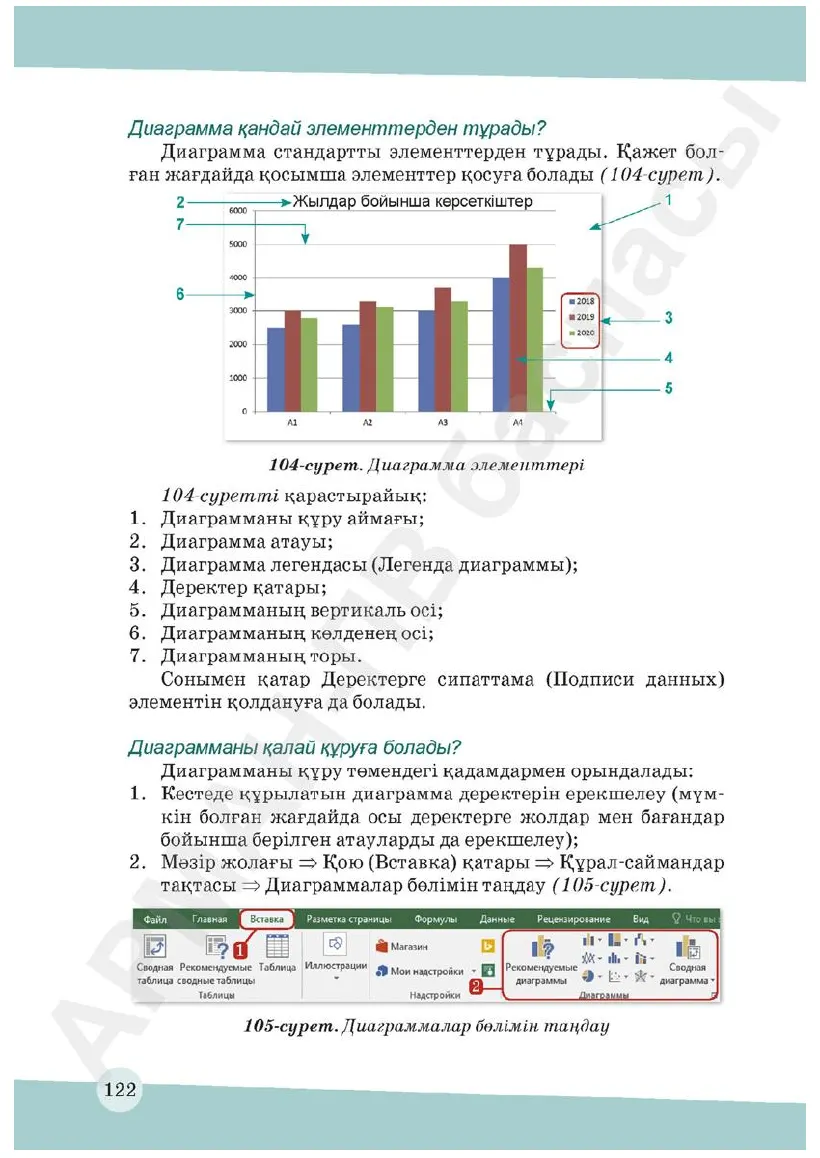 Диаграмма қандай элементтерден тұрады?
Диаграмма стандартты элементтерден тұрады. Қажет бол-
ған жағдайда қосымша элементтер қосуға болады (104-сурет).
2 Жылдар бойынша көрсеткіштер 1
6000
7
5000
4000
6
3000
2000
1000
0
A1 A2 A3 A4
2018
2019
2020
3
4
5
104-сурет. Диаграмма элементтері
104-суретті қарастырайық:
1. Диаграмманы құру аймағы;
2. Диаграмма атауы;
3. Диаграмма легендасы (Легенда диаграммы);
4. Деректер қатары;
5. Диаграмманың вертикаль осі;
6. Диаграмманың көлденең осі;
7. Диаграмманың торы.
Сонымен қатар Деректерге сипаттама (Подписи данных)
элементін қолдануға да болады.
Диаграмманы қалай құруға болады?
Диаграмманы құру төмендегі қадамдармен орындалады:
1. Кестеде құрылатын диаграмма деректерін ерекшелеу (мүм-
кін болған жағдайда осы деректерге жолдар мен бағандар
бойынша берілген атауларды да ерекшелеу);
2. Мәзір жолағы ⇒ Қою (Вставка) қатары ⇒ Құрал-саймандар
тақтасы ⇒ Диаграммалар бөлімін таңдау (105-сурет).
Файл Главная Вставка Разметка страницы Формулы Данные Рецензирование Вид Что вы
1
Сводная таблица
Рекомендуемые сводные таблицы
Таблица
Таблицы
Иллюстрации
Магазин
Мои надстройки
Надстройки
2
Рекомендуемые диаграммы
Сводная диаграмма
Диаграммы
105-сурет. Диаграммалар бөлімін таңдау
122
АРМАН-ПВ баспасы